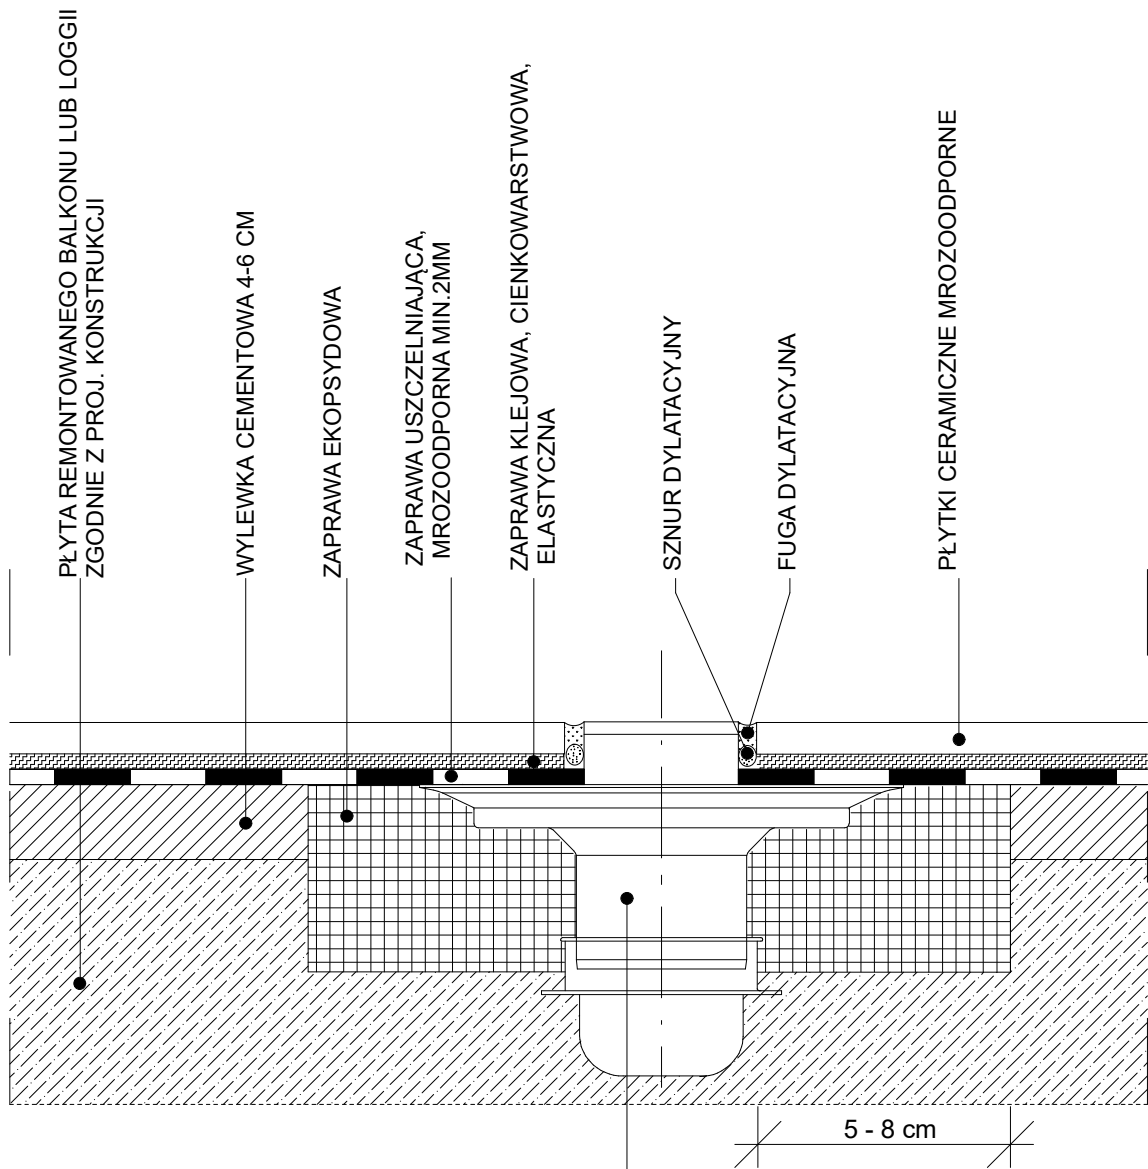 PŁYTA REMONTOWANEGO BALKONU LUB LOGGII
ZGODNIE Z PROJ. KONSTRUKCJI
WYLEWKA CEMENTOWA 4-6 CM
ZAPRAWA EKOPSYDOWA
ZAPRAWA USZCZELNIAJĄCA,
MROZOODPORNA MIN.2MM
ZAPRAWA KLEJOWA, CIENKOWARSTWOWA,
ELASTYCZNA
SZNUR DYLATACYJNY
FUGA DYLATACYJNA
PŁYTKI CERAMICZNE MROZOODPORNE
5 - 8 cm